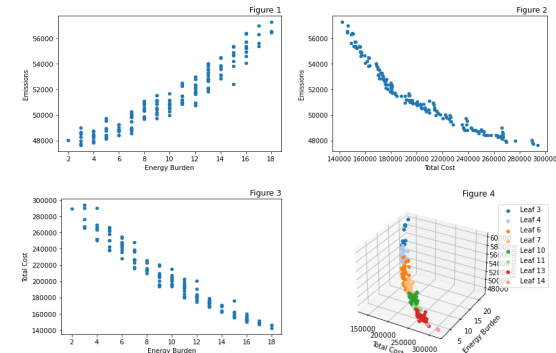 Figure 1
Emissions
56000
54000
52000
50000
48000
2 4 6 8 10 12 14 16 18
Energy Burden
Figure 2
Emissions
56000
54000
52000
50000
48000
140000 160000 180000 200000 220000 240000 260000 280000 300000
Total Cost
Figure 3
Total Cost
300000
280000
260000
240000
220000
200000
180000
160000
140000
2 4 6 8 10 12 14 16 18
Energy Burden
Figure 4
Leaf 3
Leaf 4
Leaf 6
Leaf 7
Leaf 10
Leaf 11
Leaf 13
Leaf 14
150000
200000
250000
300000
Total Cost
5
10
15
20
Energy Burden
48000